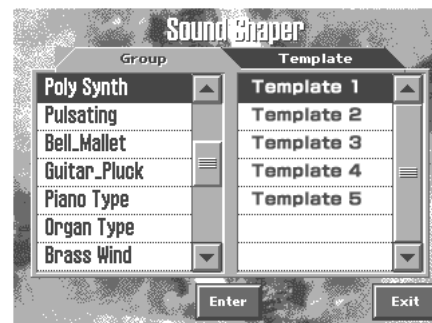 Sound Shaper
Group
Template
Poly Synth
Pulsating
Bell_Mallet
Guitar_Pluck
Piano Type
Organ Type
Brass Wind
Template 1
Template 2
Template 3
Template 4
Template 5
Enter
Exit